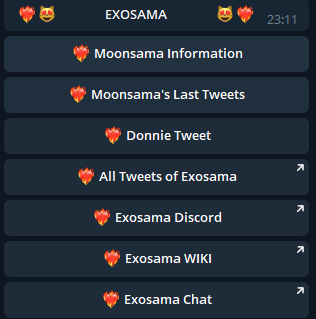 ❤️‍🔥😻 EXOSAMA 😻❤️‍🔥 23:11
❤️‍🔥 Moonsama Information
❤️‍🔥 Moonsama's Last Tweets
❤️‍🔥 Donnie Tweet
❤️‍🔥 All Tweets of Exosama
❤️‍🔥 Exosama Discord
❤️‍🔥 Exosama WIKI
❤️‍🔥 Exosama Chat